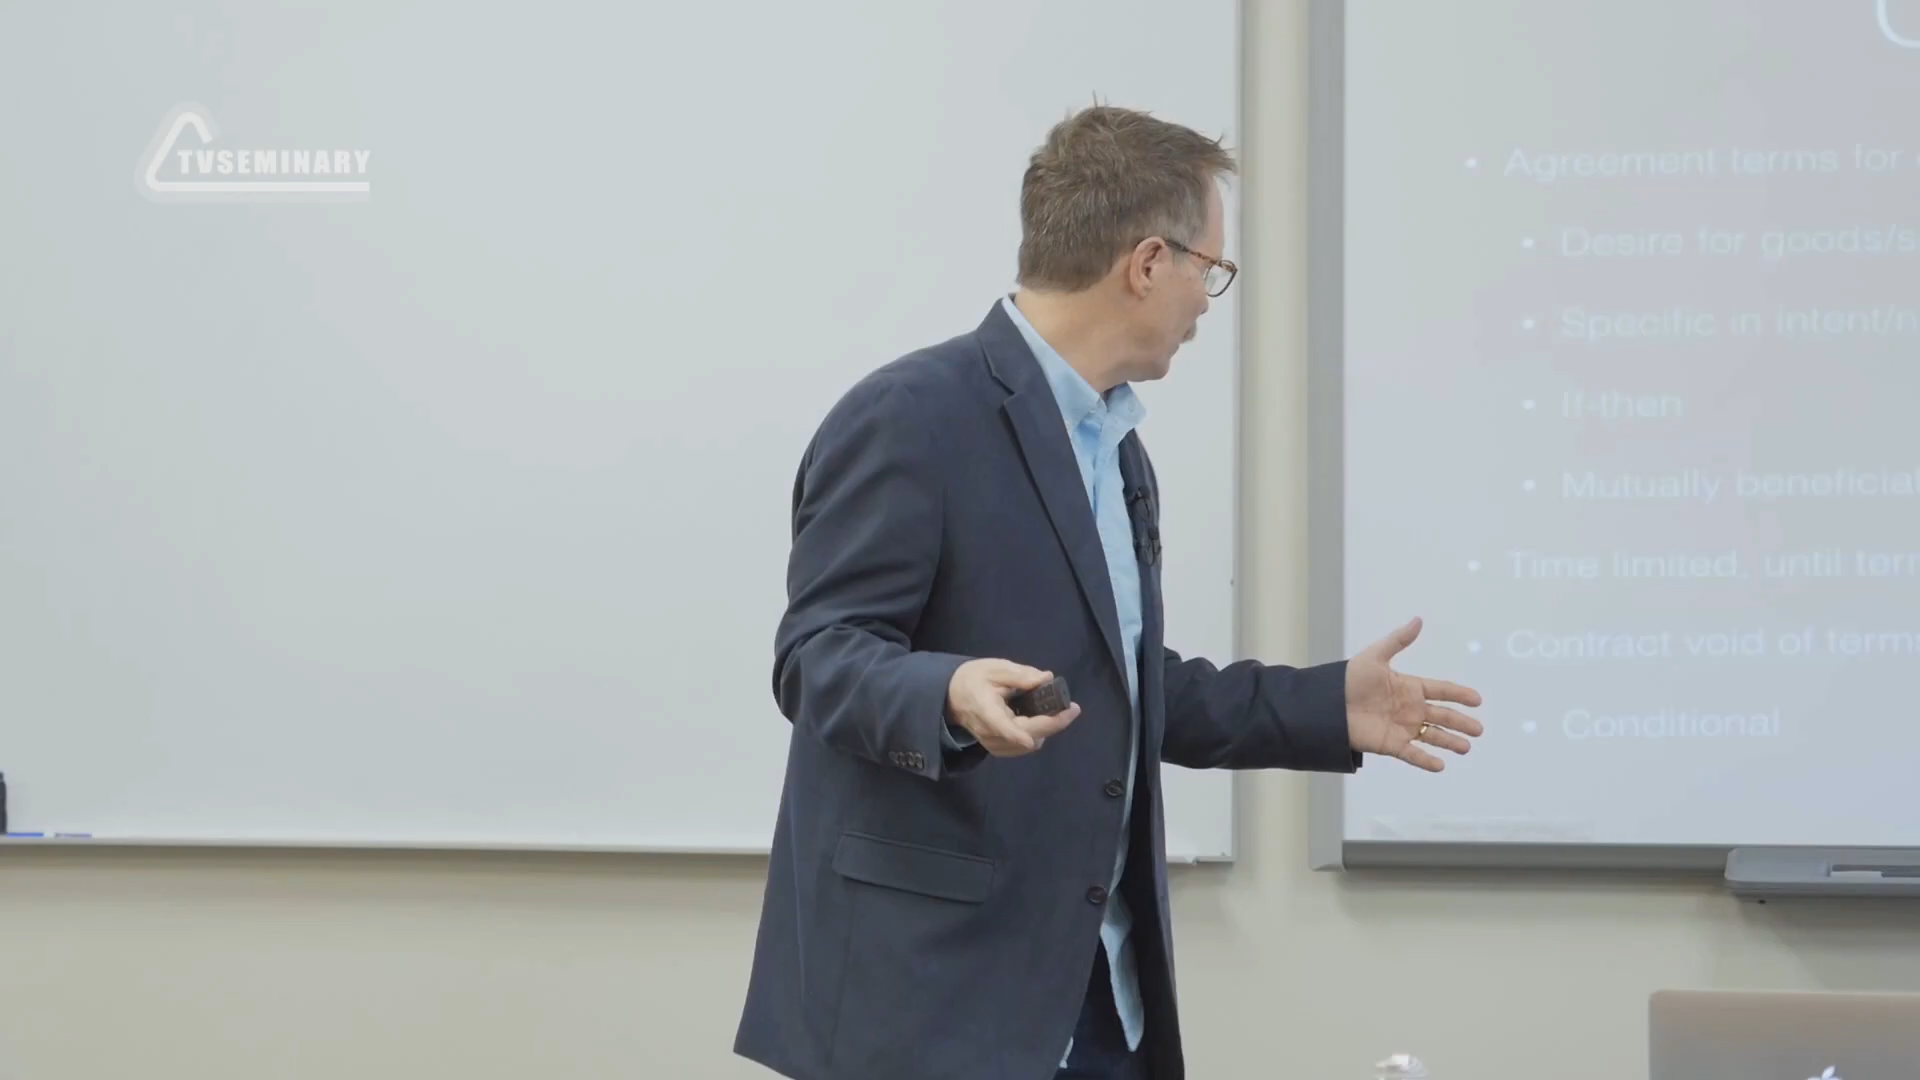 TVSEMINARY
Agreement terms for
Desire for goods/s
Specific in intent/n
If-then
Mutually beneficial
Time limited, until term
Contract void of terms
Conditional